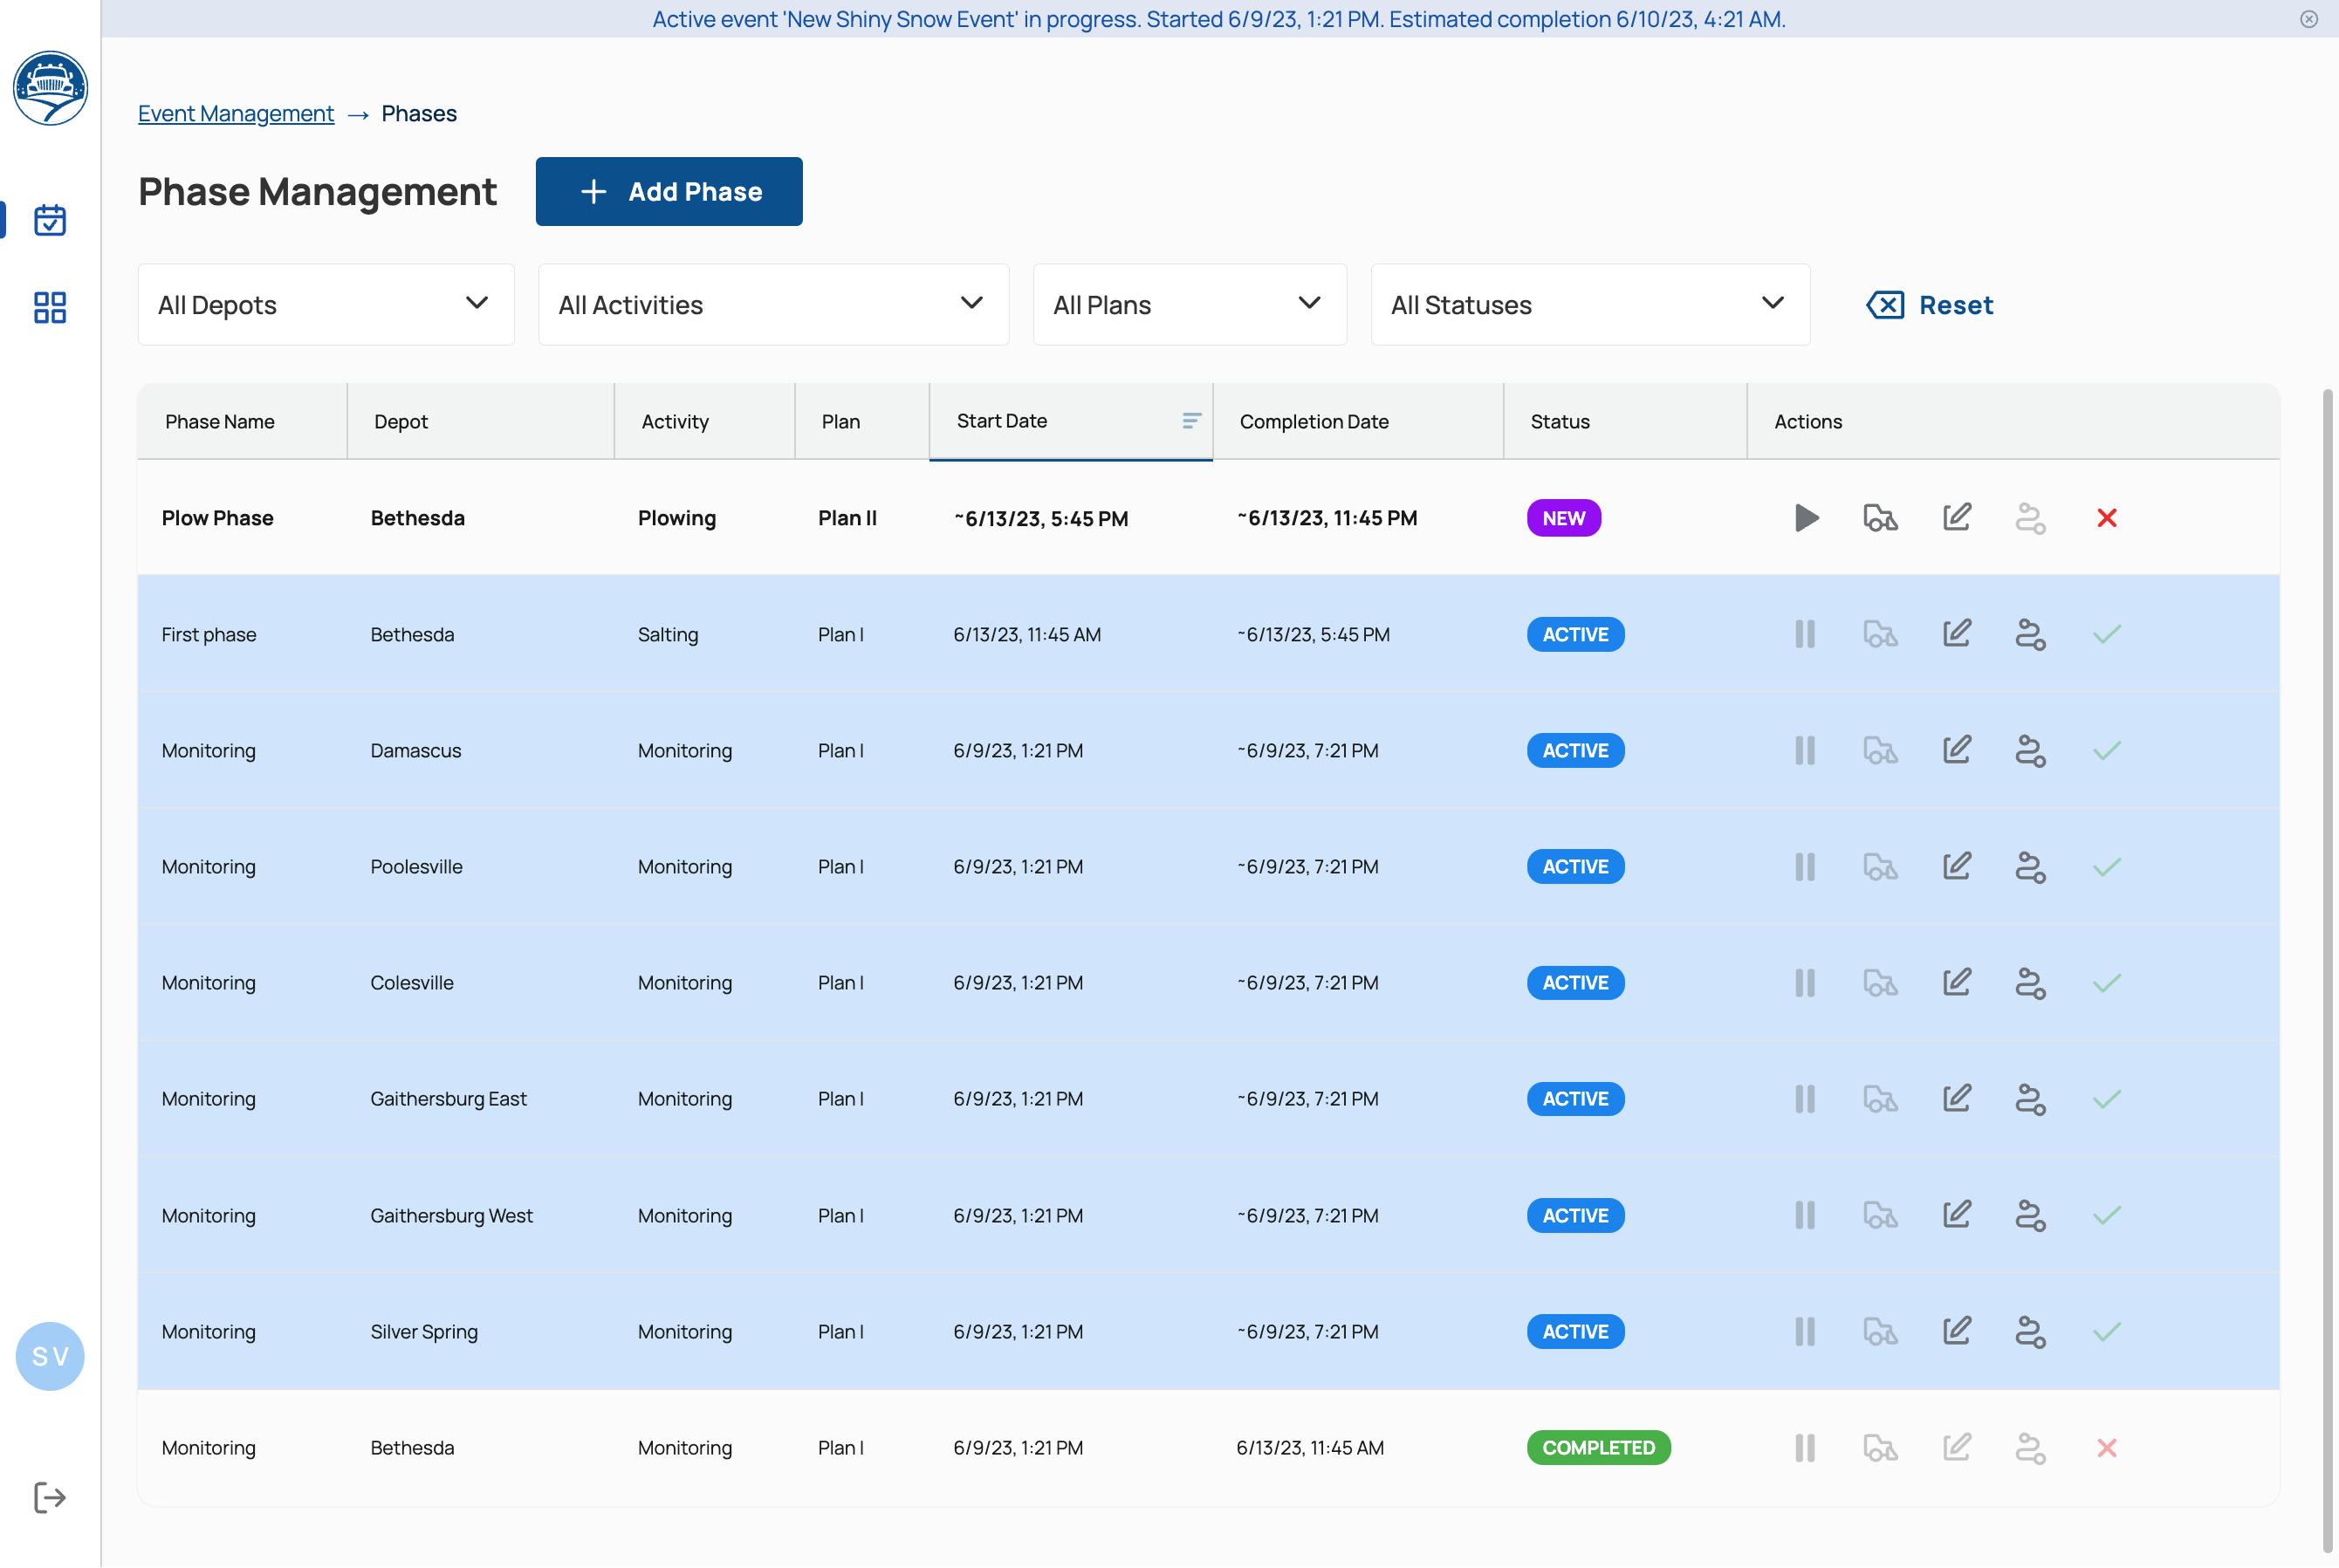 Active event 'New Shiny Snow Event' in progress. Started 6/9/23, 1:21 PM. Estimated completion 6/10/23, 4:21 AM.
Event Management → Phases
Phase Management + Add Phase
All Depots All Activities All Plans All Statuses Reset
Phase Name Depot Activity Plan Start Date Completion Date Status Actions
Plow Phase Bethesda Plowing Plan II ~6/13/23, 5:45 PM ~6/13/23, 11:45 PM NEW
First phase Bethesda Salting Plan I 6/13/23, 11:45 AM ~6/13/23, 5:45 PM ACTIVE
Monitoring Damascus Monitoring Plan I 6/9/23, 1:21 PM ~6/9/23, 7:21 PM ACTIVE
Monitoring Poolesville Monitoring Plan I 6/9/23, 1:21 PM ~6/9/23, 7:21 PM ACTIVE
Monitoring Colesville Monitoring Plan I 6/9/23, 1:21 PM ~6/9/23, 7:21 PM ACTIVE
Monitoring Gaithersburg East Monitoring Plan I 6/9/23, 1:21 PM ~6/9/23, 7:21 PM ACTIVE
Monitoring Gaithersburg West Monitoring Plan I 6/9/23, 1:21 PM ~6/9/23, 7:21 PM ACTIVE
Monitoring Silver Spring Monitoring Plan I 6/9/23, 1:21 PM ~6/9/23, 7:21 PM ACTIVE
SV
Monitoring Bethesda Monitoring Plan I 6/9/23, 1:21 PM 6/13/23, 11:45 AM COMPLETED